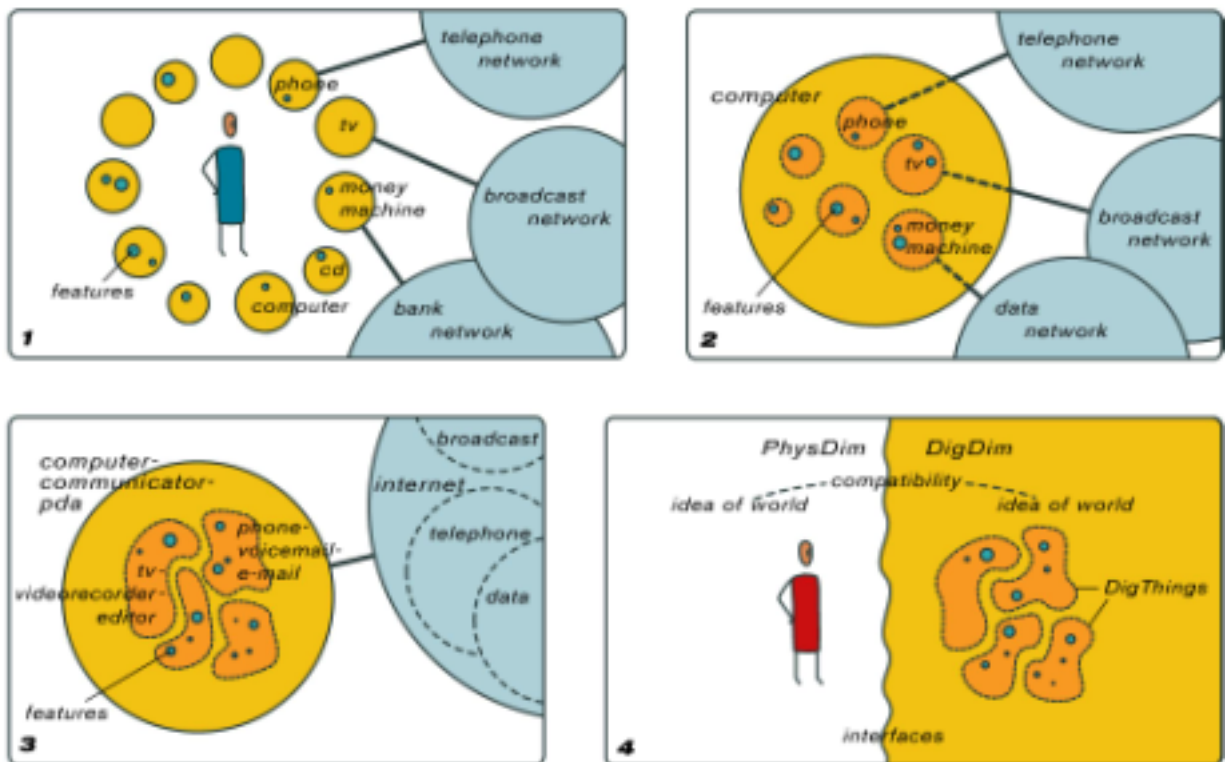 telephone
network
phone
tv
money
machine
broadcast
network
cd
features
computer
bank
network
1
telephone
network
computer
phone
tv
broadcast
network
money
machine
features
data
network
2
broadcast
computer-
communicator-
pda
internet
phone-
voicemail-
e-mail
telephone
tv-
videorecorder-
editor
data
features
3
PhysDim
DigDim
compatibility
idea of world
idea of world
DigThings
interfaces
4